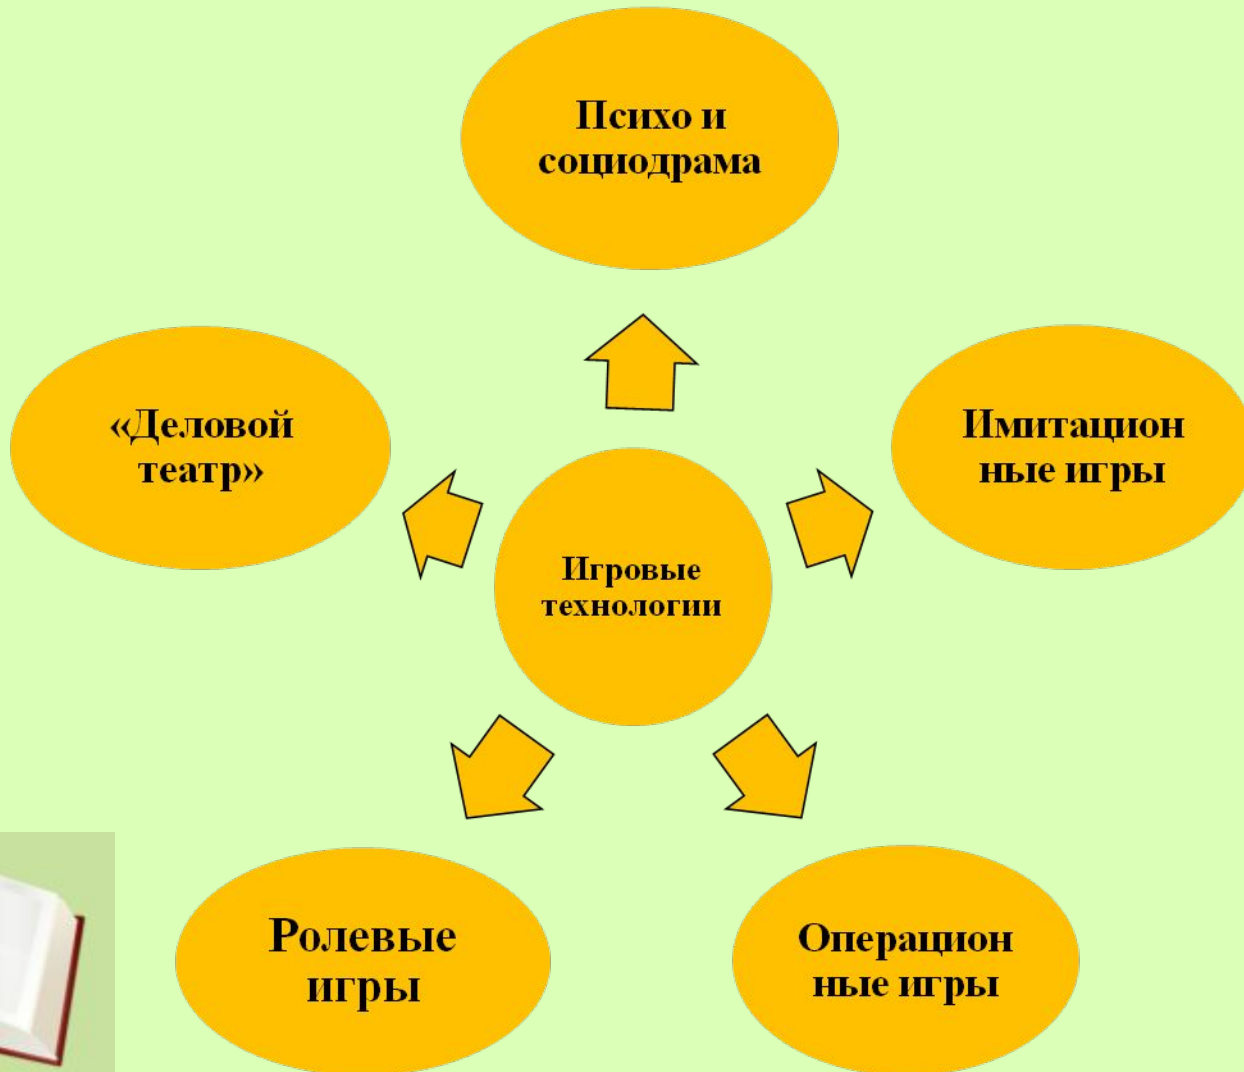 Психо и
социодрама
«Деловой
театр»
Имитацион
ные игры
Игровые
технологии
Ролевые
игры
Операцион
ные игры